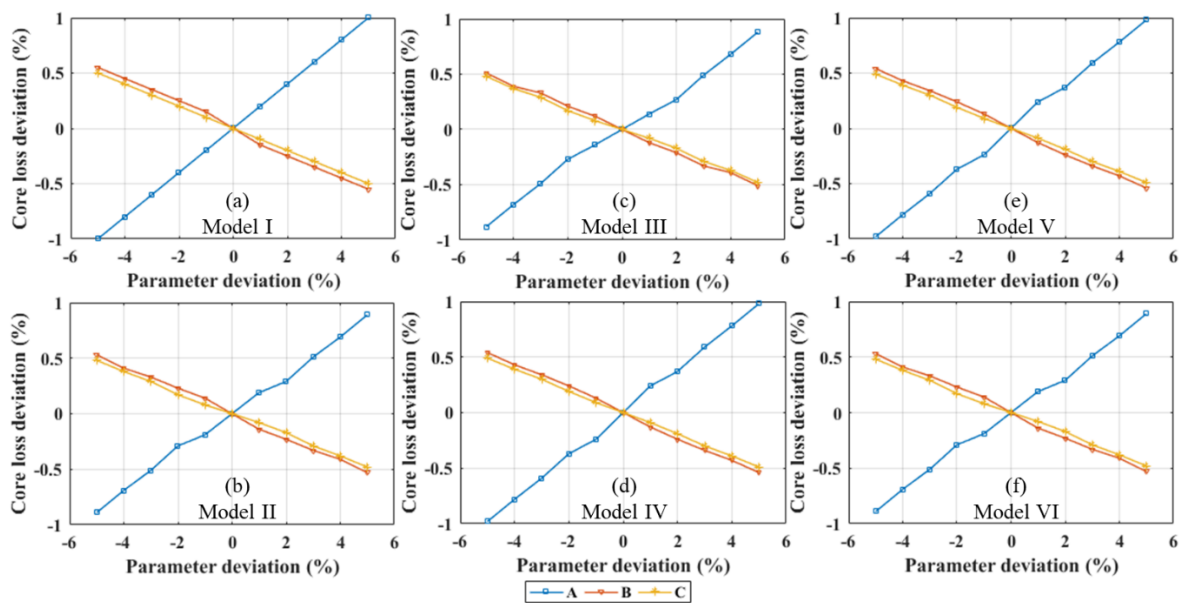 1
0.5
0
-0.5
-1
Core loss deviation (%)
-6 -4 -2 0 2 4 6
Parameter deviation (%)
(a)
Model I
1
0.5
0
-0.5
-1
Core loss deviation (%)
-6 -4 -2 0 2 4 6
Parameter deviation (%)
(c)
Model III
1
0.5
0
-0.5
-1
Core loss deviation (%)
-6 -4 -2 0 2 4 6
Parameter deviation (%)
(e)
Model V
1
0.5
0
-0.5
-1
Core loss deviation (%)
-6 -4 -2 0 2 4 6
Parameter deviation (%)
(b)
Model II
1
0.5
0
-0.5
-1
Core loss deviation (%)
-6 -4 -2 0 2 4 6
Parameter deviation (%)
(d)
Model IV
1
0.5
0
-0.5
-1
Core loss deviation (%)
-6 -4 -2 0 2 4 6
Parameter deviation (%)
(f)
Model VI
A B C